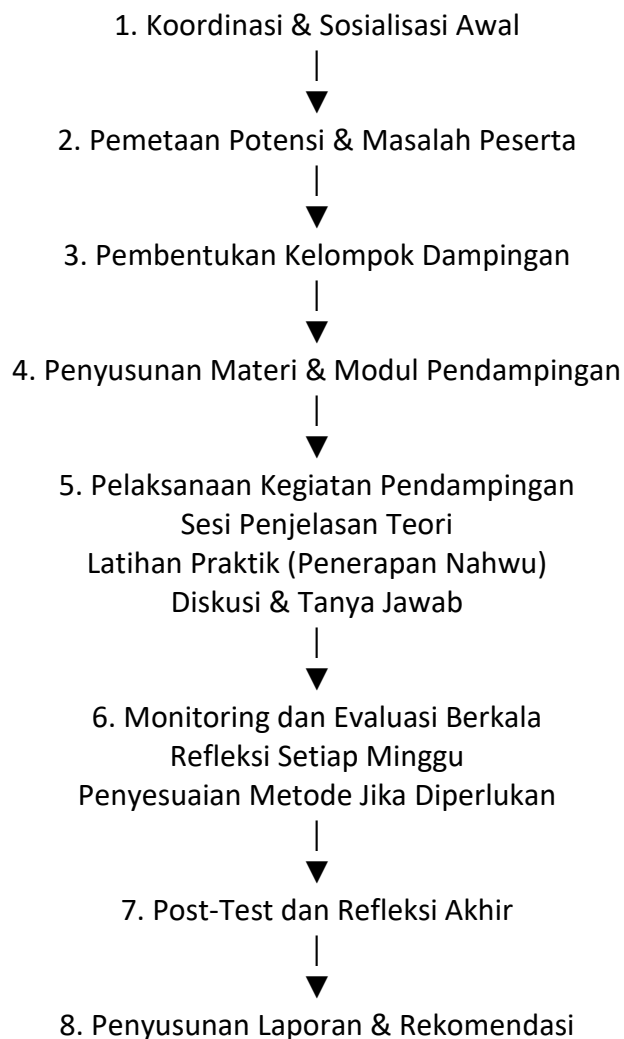 1. Koordinasi & Sosialisasi Awal
|
▼
2. Pemetaan Potensi & Masalah Peserta
|
▼
3. Pembentukan Kelompok Dampingan
|
▼
4. Penyusunan Materi & Modul Pendampingan
|
▼
5. Pelaksanaan Kegiatan Pendampingan
Sesi Penjelasan Teori
Latihan Praktik (Penerapan Nahwu)
Diskusi & Tanya Jawab
|
▼
6. Monitoring dan Evaluasi Berkala
Refleksi Setiap Minggu
Penyesuaian Metode Jika Diperlukan
|
▼
7. Post-Test dan Refleksi Akhir
|
▼
8. Penyusunan Laporan & Rekomendasi